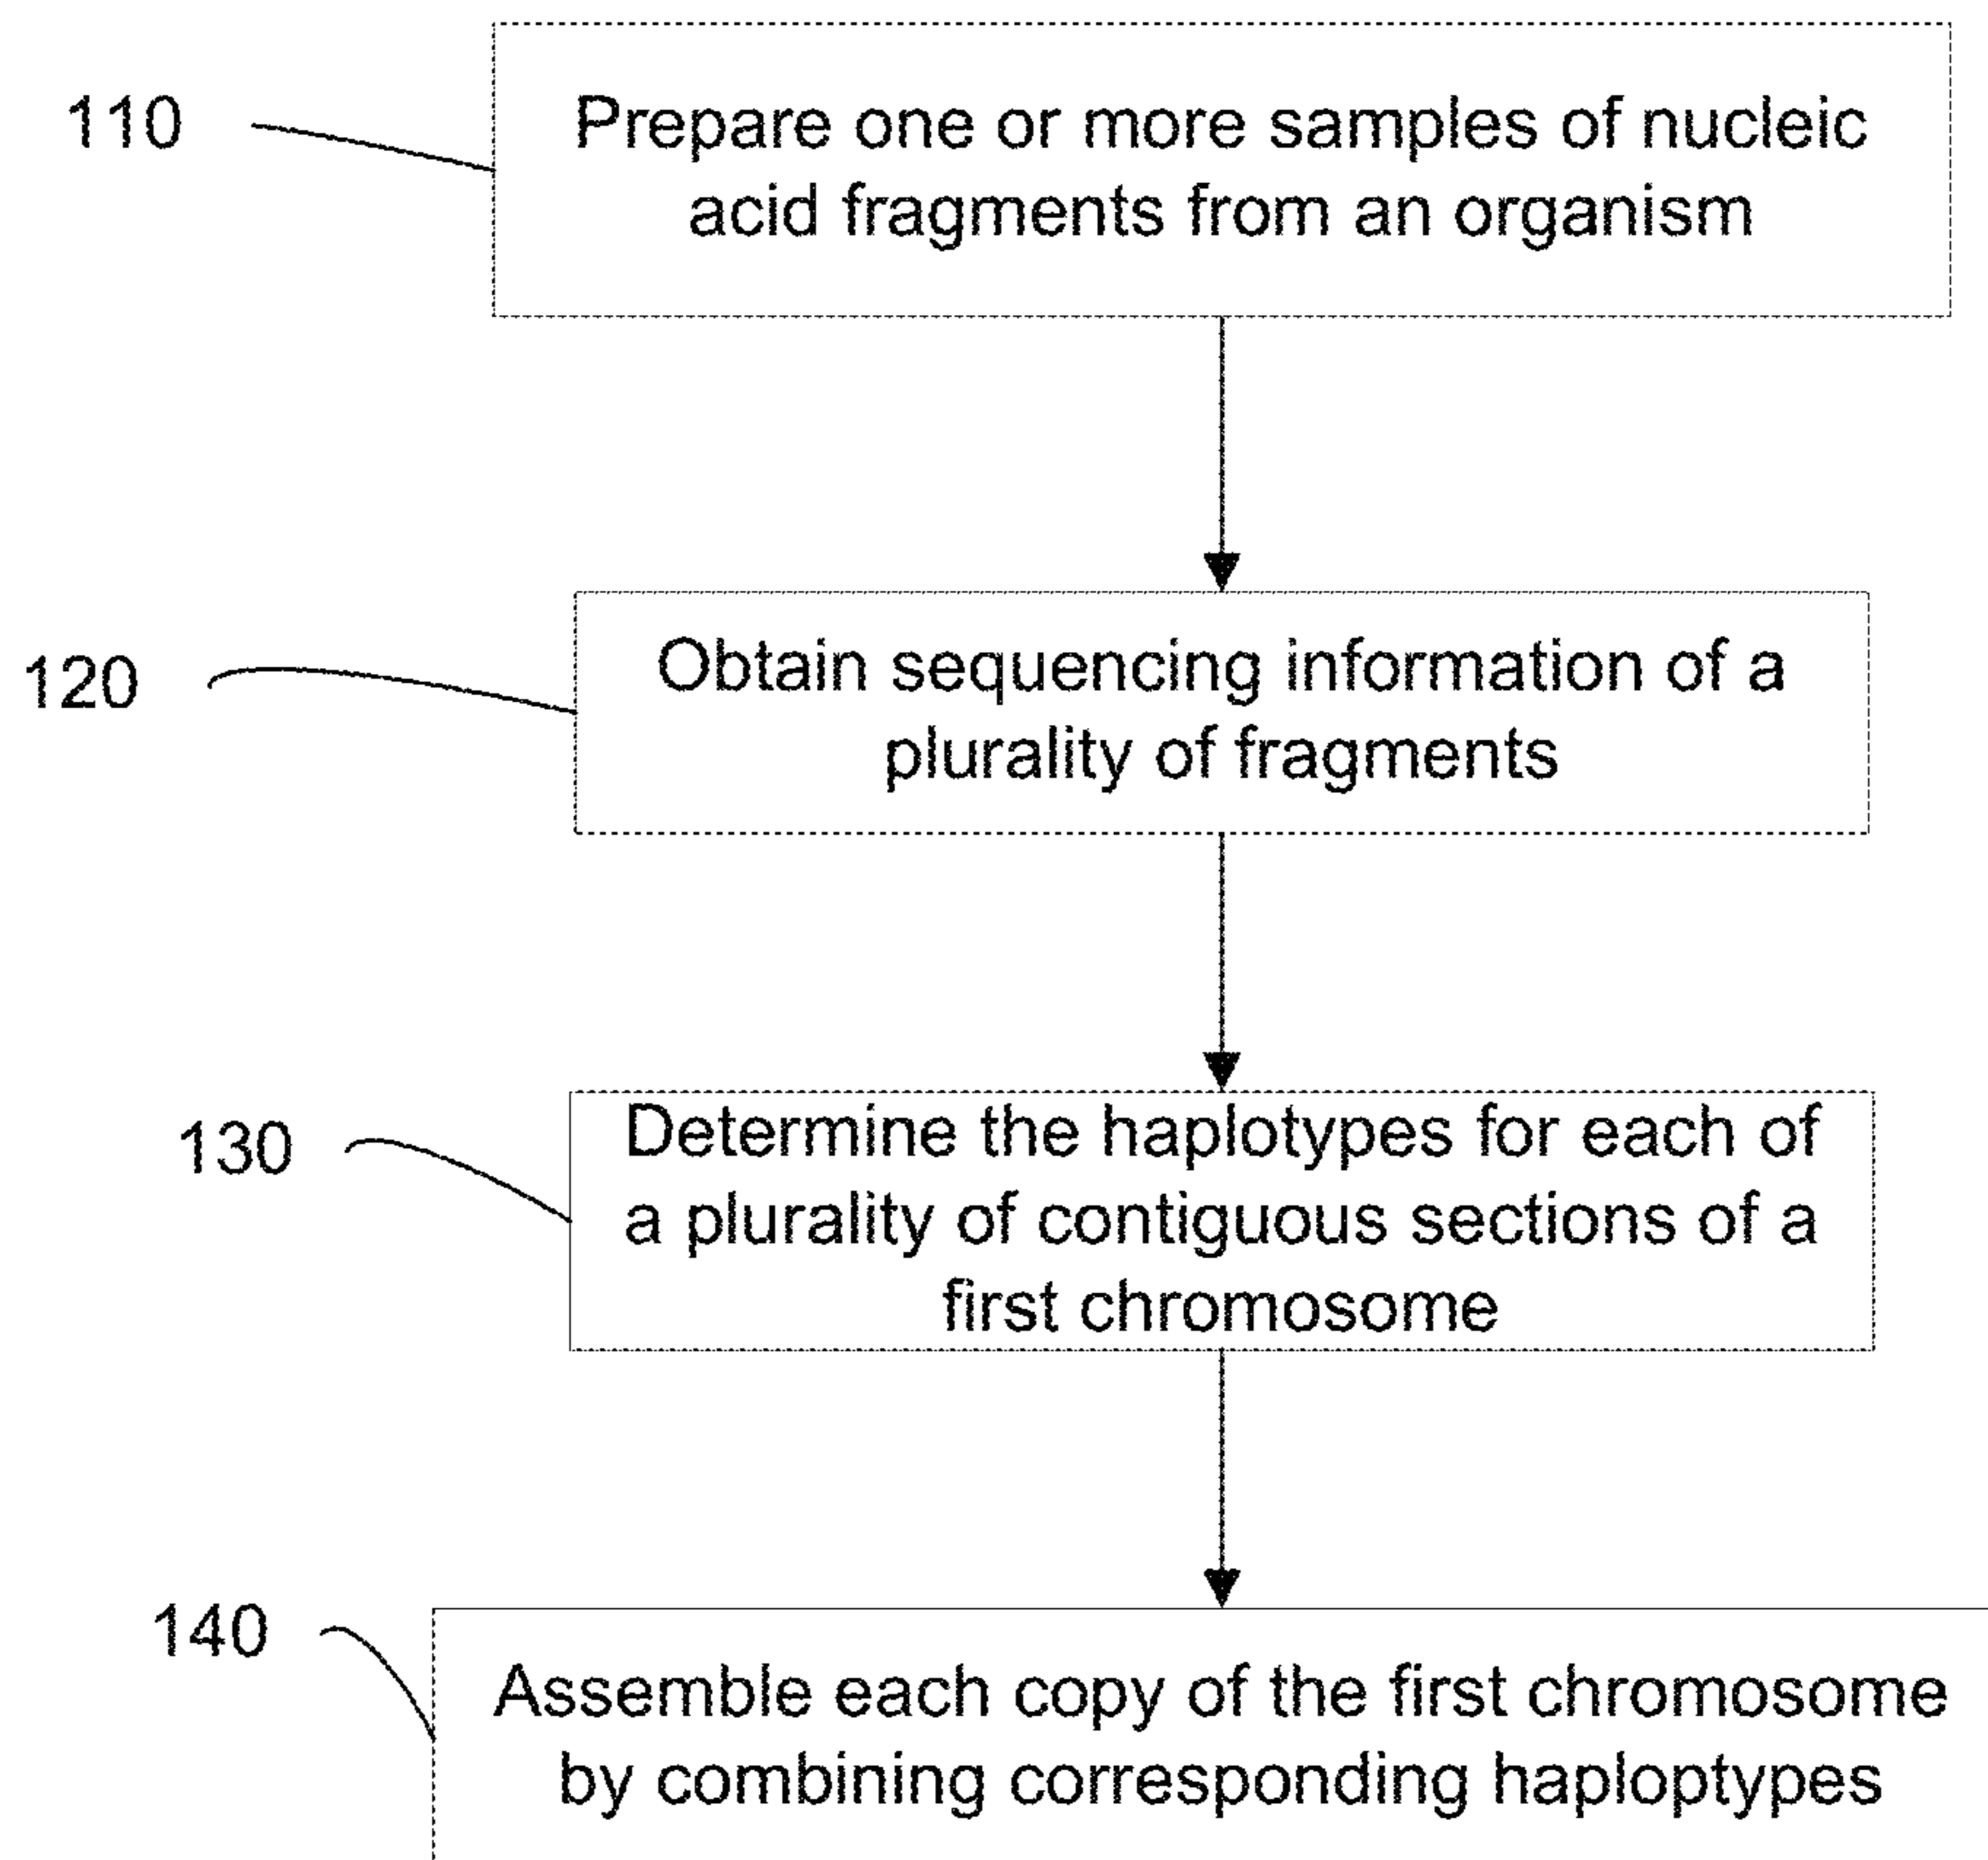 110
Prepare one or more samples of nucleic
acid fragments from an organism
120
Obtain sequencing information of a
plurality of fragments
130
Determine the haplotypes for each of
a plurality of contiguous sections of a
first chromosome
140
Assemble each copy of the first chromosome
by combining corresponding haploptypes